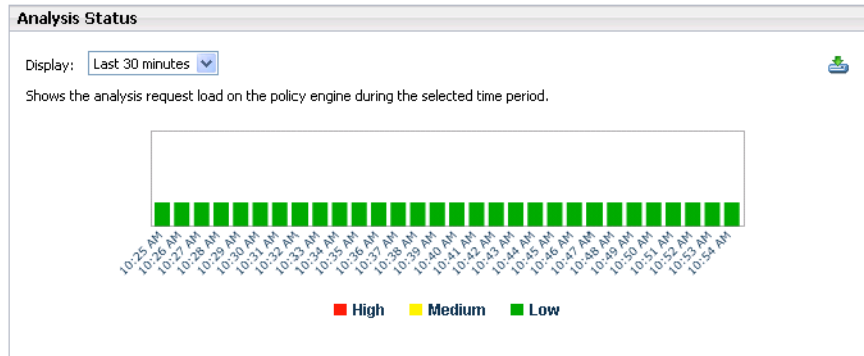 Analysis Status
Display: Last 30 minutes
Shows the analysis request load on the policy engine during the selected time period.
10:25 AM
10:26 AM
10:27 AM
10:28 AM
10:29 AM
10:30 AM
10:31 AM
10:32 AM
10:33 AM
10:34 AM
10:35 AM
10:36 AM
10:37 AM
10:38 AM
10:39 AM
10:40 AM
10:41 AM
10:42 AM
10:43 AM
10:44 AM
10:45 AM
10:46 AM
10:47 AM
10:48 AM
10:49 AM
10:50 AM
10:51 AM
10:52 AM
10:53 AM
10:54 AM
High Medium Low